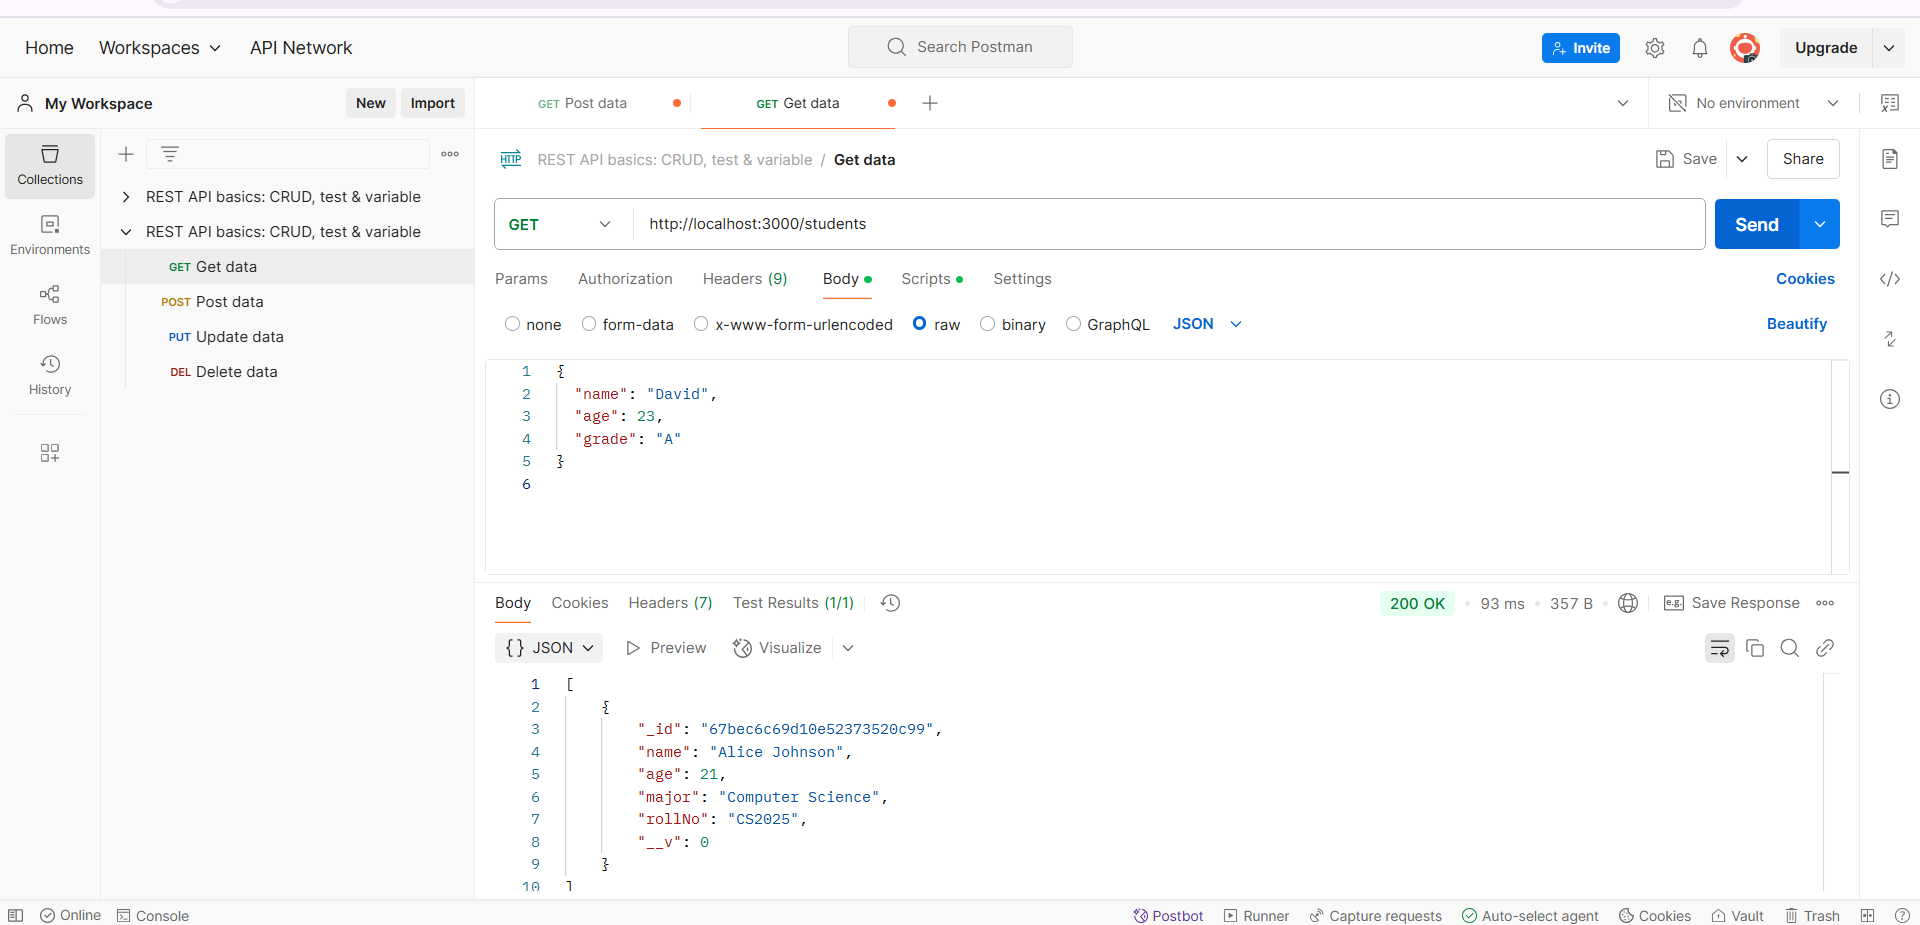 Home
Workspaces
API Network
Search Postman
Invite
Upgrade
My Workspace
New
Import
GET Post data
GET Get data
No environment
Collections
Environments
Flows
History
REST API basics: CRUD, test & variable
REST API basics: CRUD, test & variable
GET Get data
POST Post data
PUT Update data
DEL Delete data
HTTP
REST API basics: CRUD, test & variable / Get data
Save
Share
GET
http://localhost:3000/students
Send
Params
Authorization
Headers (9)
Body
Scripts
Settings
Cookies
none
form-data
x-www-form-urlencoded
raw
binary
GraphQL
JSON
Beautify
1 {
2 "name": "David",
3 "age": 23,
4 "grade": "A"
5 }
6
Body
Cookies
Headers (7)
Test Results (1/1)
200 OK
93 ms
357 B
e.g. Save Response
{} JSON
Preview
Visualize
1 [
2 {
3 "_id": "67bec6c69d10e52373520c99",
4 "name": "Alice Johnson",
5 "age": 21,
6 "major": "Computer Science",
7 "rollNo": "CS2025",
8 "__v": 0
9 }
10 ]
Online
Console
Postbot
Runner
Capture requests
Auto-select agent
Cookies
Vault
Trash